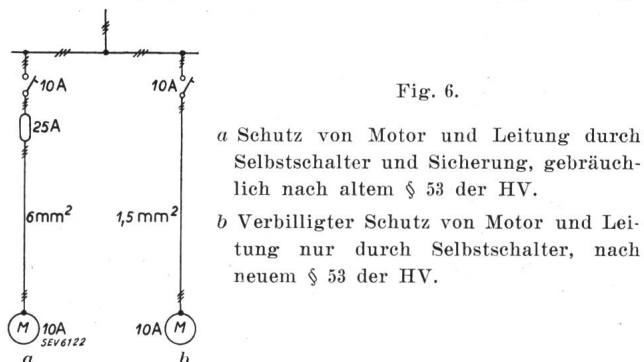 10A
10A
25A
6mm²
1,5 mm²
M 10A
10A M
SEV6122
a
b
Fig. 6.
a Schutz von Motor und Leitung durch
Selbstschalter und Sicherung, gebräuch-
lich nach altem § 53 der HV.
b Verbilligter Schutz von Motor und Lei-
tung nur durch Selbstschalter, nach
neuem § 53 der HV.